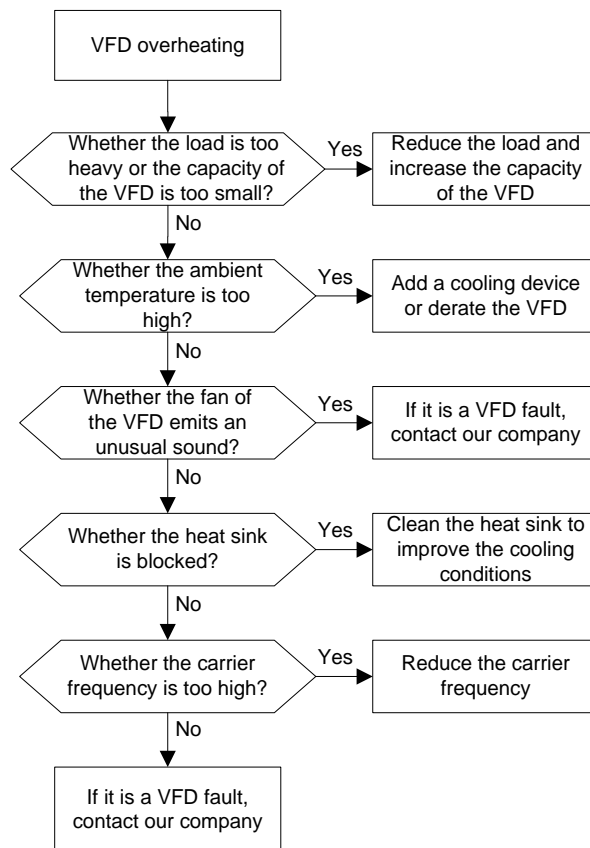 VFD overheating
Whether the load is too
heavy or the capacity of
the VFD is too small?
Yes
Reduce the load and
increase the capacity
of the VFD
No
Whether the ambient
temperature is too
high?
Yes
Add a cooling device
or derate the VFD
No
Whether the fan of
the VFD emits an
unusual sound?
Yes
If it is a VFD fault,
contact our company
No
Whether the heat sink
is blocked?
Yes
Clean the heat sink to
improve the cooling
conditions
No
Whether the carrier
frequency is too high?
Yes
Reduce the carrier
frequency
No
If it is a VFD fault,
contact our company